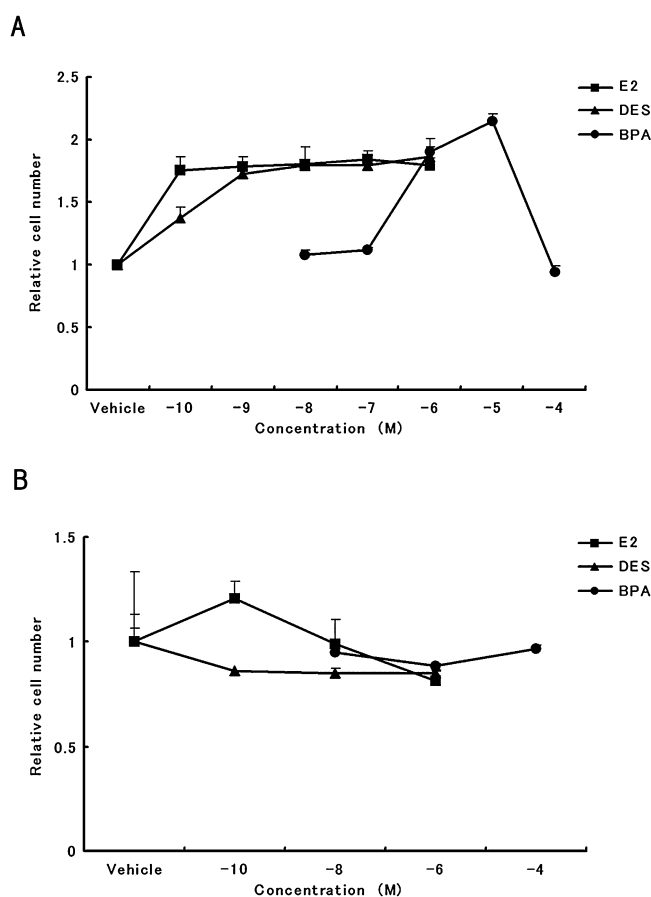 A
2.5
2
1.5
1
0.5
0
Relative cell number
Vehicle -10 -9 -8 -7 -6 -5 -4
Concentration (M)
E2
DES
BPA
B
1.5
1
0.5
0
Relative cell number
Vehicle -10 -8 -6 -4
Concentration (M)
E2
DES
BPA